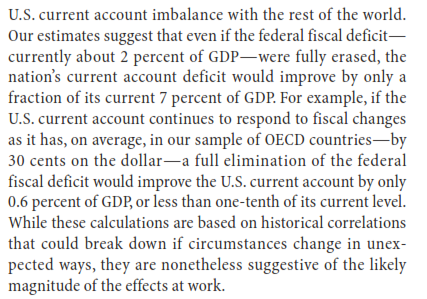 U.S. current account imbalance with the rest of the world.
Our estimates suggest that even if the federal fiscal deficit—
currently about 2 percent of GDP—were fully erased, the
nation's current account deficit would improve by only a
fraction of its current 7 percent of GDP. For example, if the
U.S. current account continues to respond to fiscal changes
as it has, on average, in our sample of OECD countries—by
30 cents on the dollar—a full elimination of the federal
fiscal deficit would improve the U.S. current account by only
0.6 percent of GDP, or less than one-tenth of its current level.
While these calculations are based on historical correlations
that could break down if circumstances change in unex-
pected ways, they are nonetheless suggestive of the likely
magnitude of the effects at work.